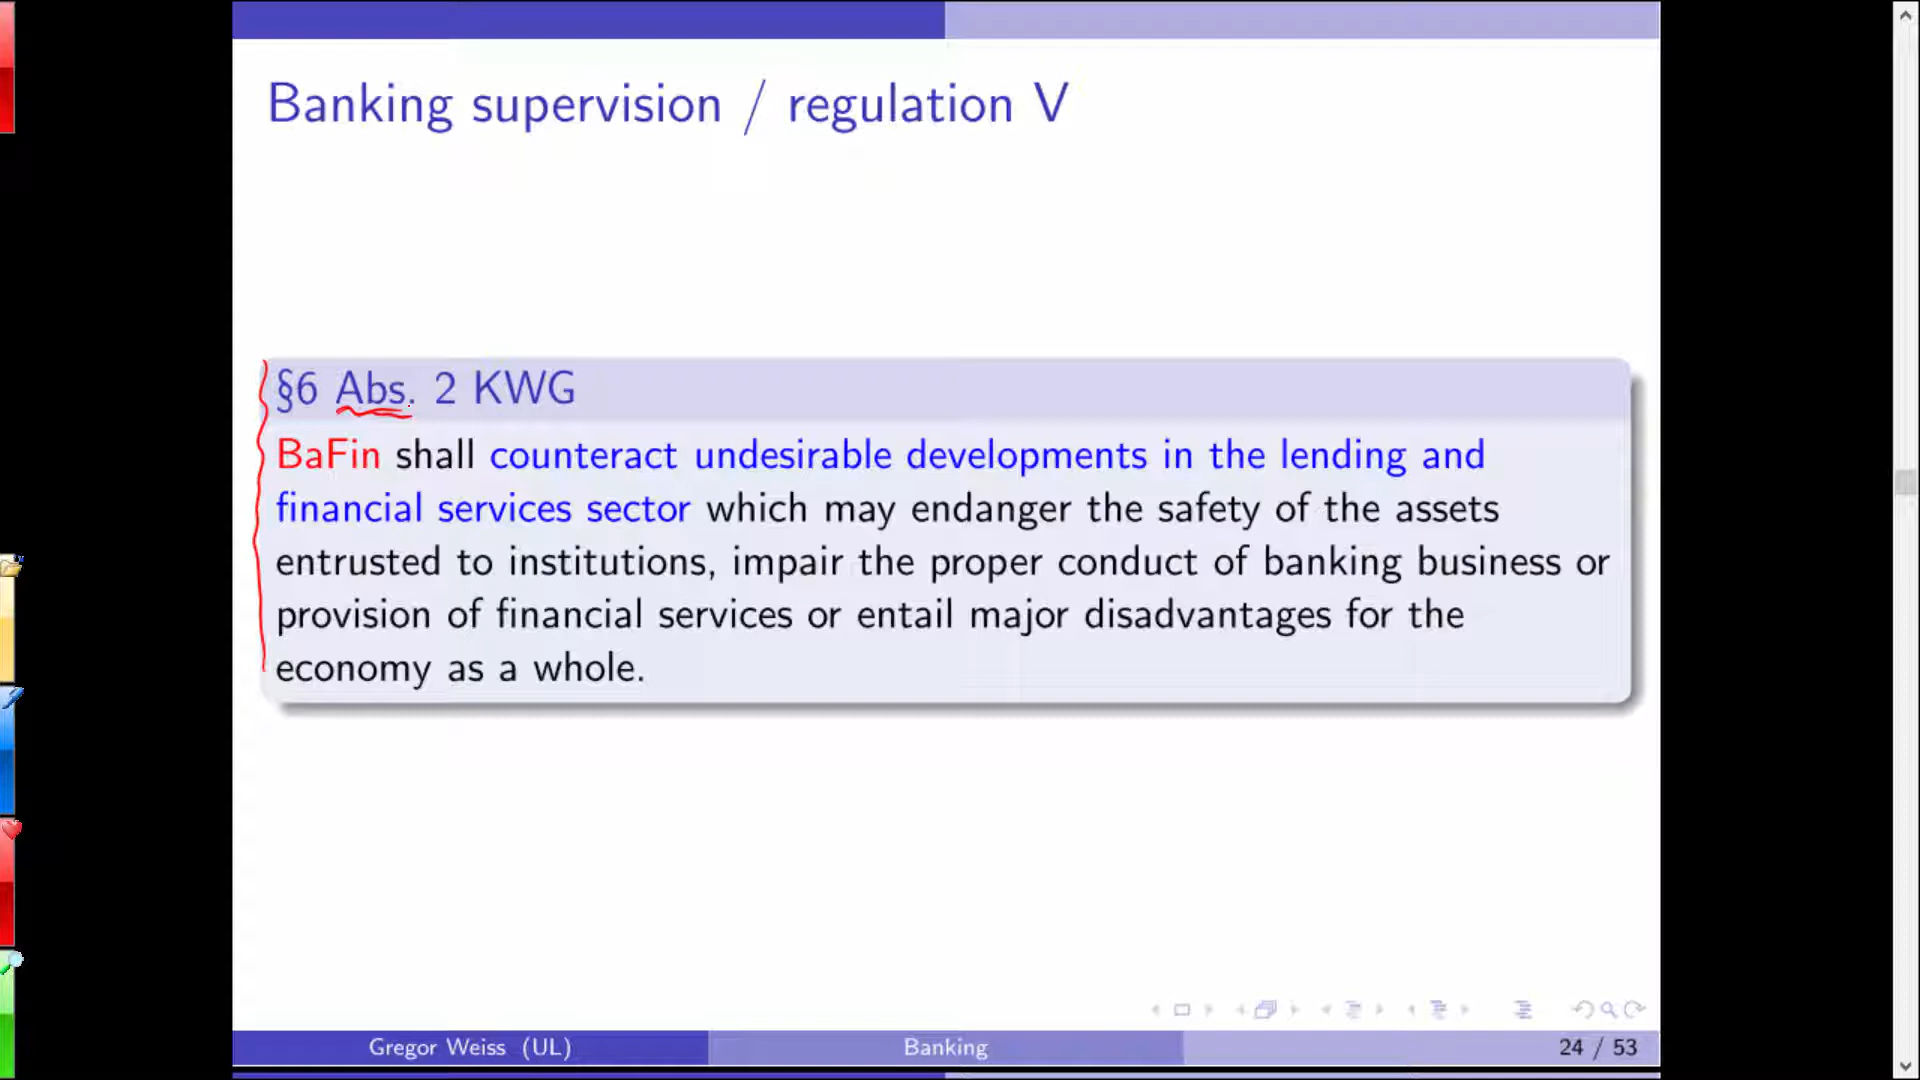 Banking supervision / regulation V
§6 Abs. 2 KWG
BaFin shall counteract undesirable developments in the lending and
financial services sector which may endanger the safety of the assets
entrusted to institutions, impair the proper conduct of banking business or
provision of financial services or entail major disadvantages for the
economy as a whole.
Gregor Weiss (UL)
Banking
24 / 53